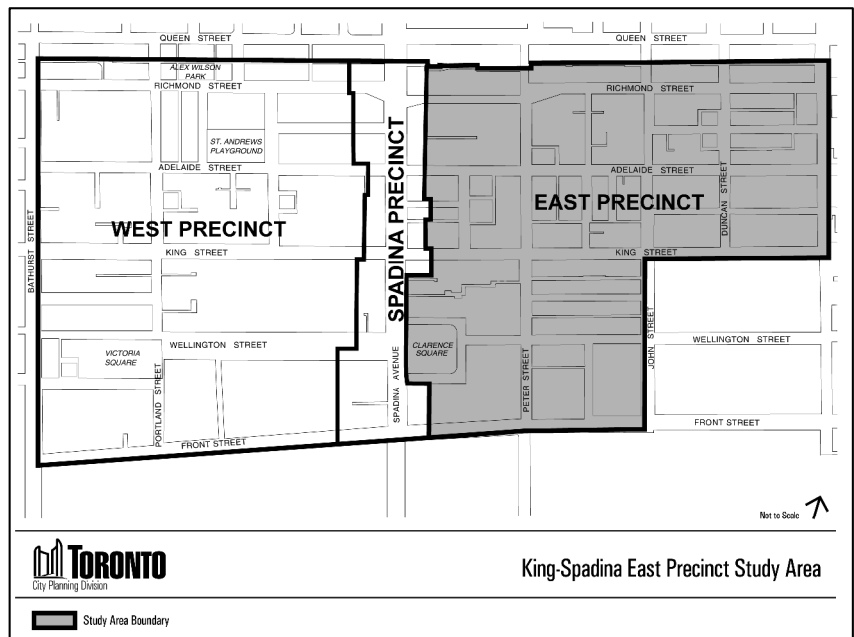 QUEEN STREET
QUEEN STREET
ALEX WILSON
PARK
RICHMOND STREET
RICHMOND STREET
ST. ANDREWS
PLAYGROUND
ADELAIDE STREET
ADELAIDE STREET
SPADINA PRECINCT
EAST PRECINCT
DUNCAN STREET
WEST PRECINCT
BATHURST STREET
KING STREET
KING STREET
WELLINGTON STREET
WELLINGTON STREET
VICTORIA
SQUARE
CLARENCE
SQUARE
JOHN STREET
PORTLAND STREET
SPADINA AVENUE
PETER STREET
FRONT STREET
FRONT STREET
Not to Scale
TORONTO
City Planning Division
King-Spadina East Precinct Study Area
Study Area Boundary